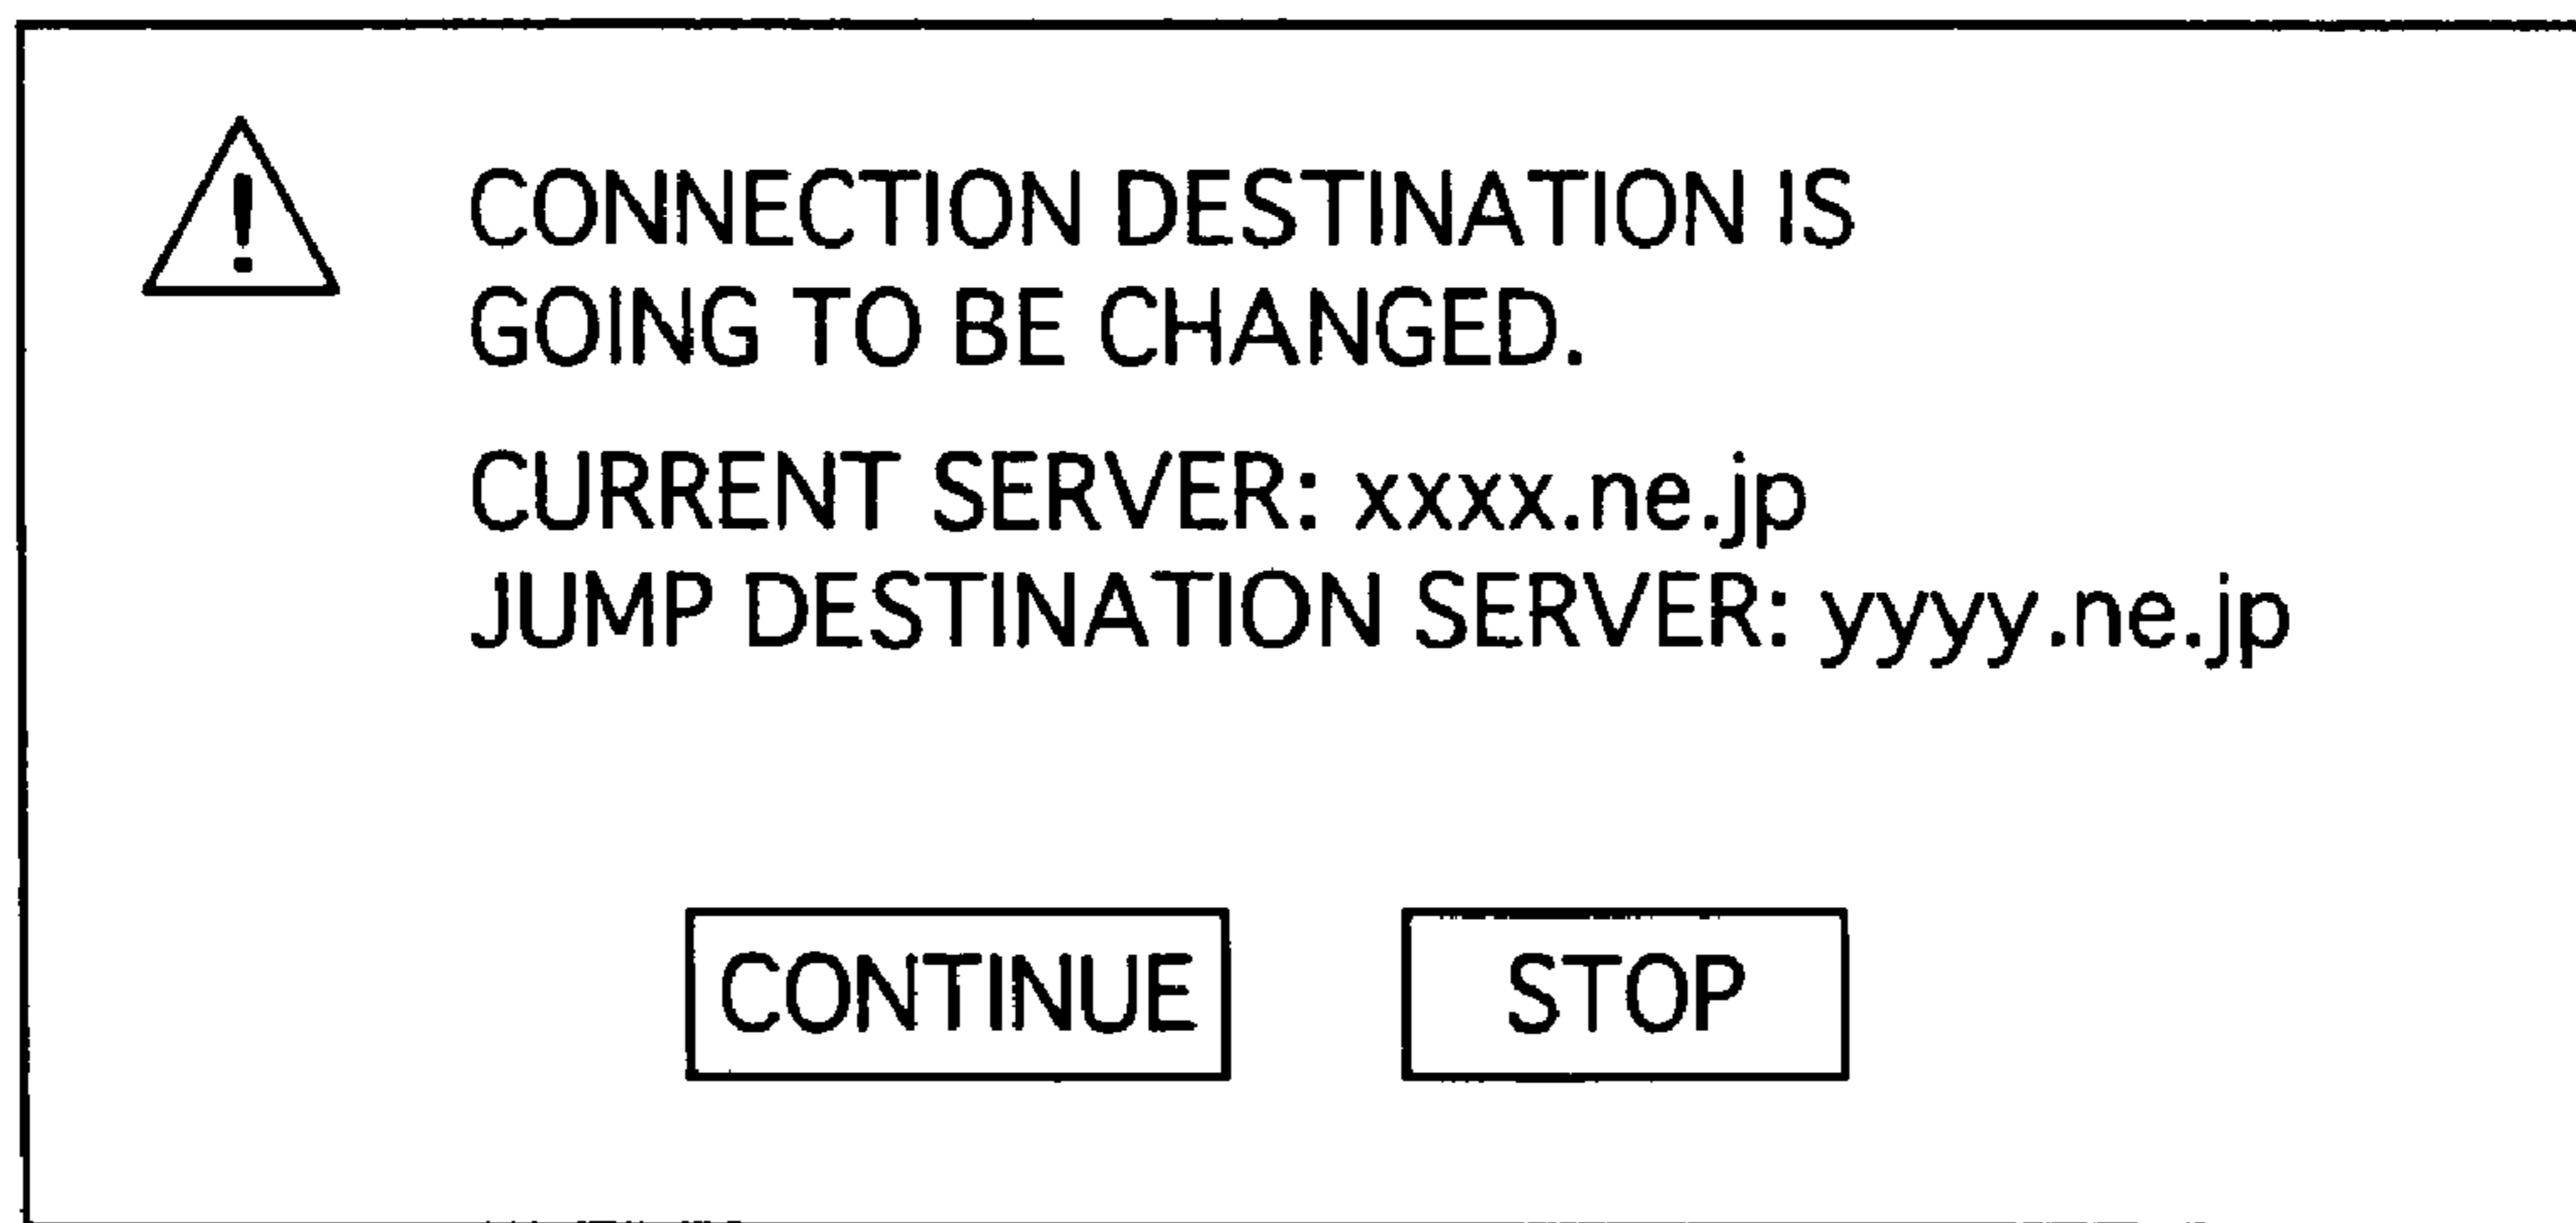 CONNECTION DESTINATION IS
GOING TO BE CHANGED.
CURRENT SERVER: xxxx.ne.jp
JUMP DESTINATION SERVER: yyyy.ne.jp
CONTINUE STOP